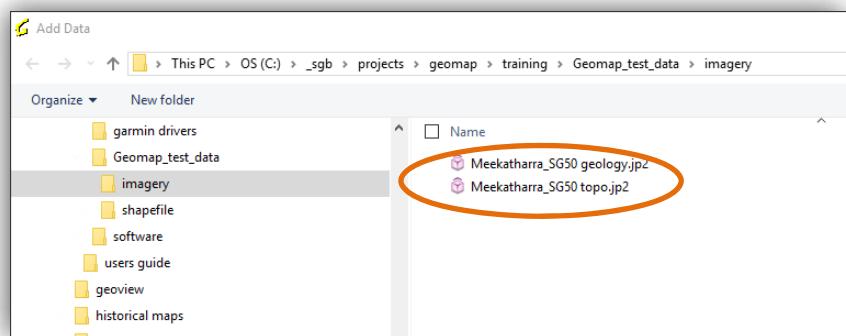 Add Data
This PC > OS (C:) > _sgb > projects > geomap > training > Geomap_test_data > imagery
Organize New folder
garmin drivers
Geomap_test_data
imagery
shapefile
software
users guide
geoview
historical maps
Name
Meekatharra_SG50 geology.jp2
Meekatharra_SG50 topo.jp2